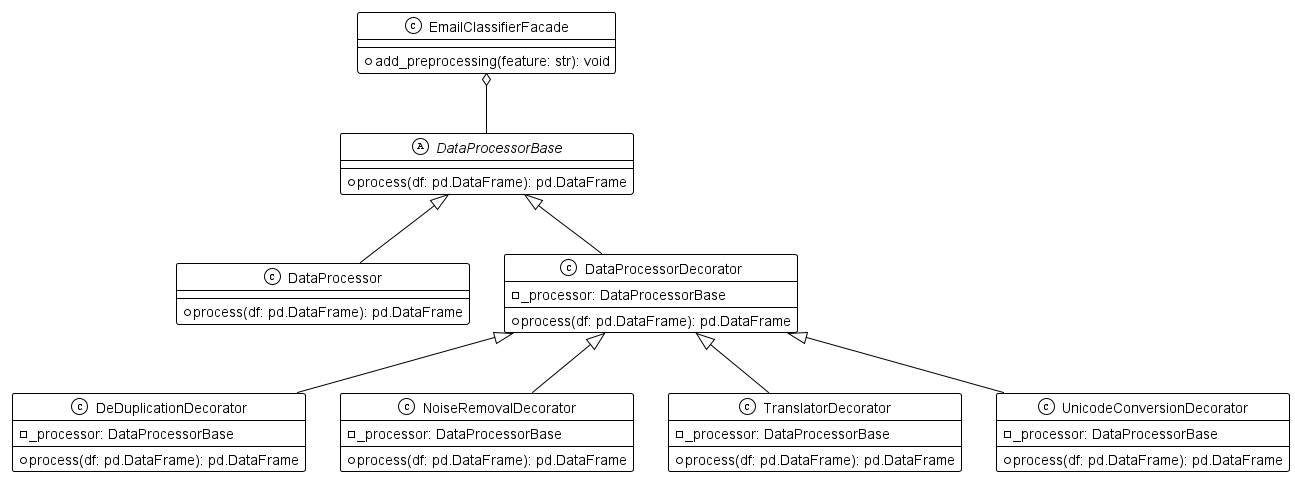 C EmailClassifierFacade
add_preprocessing(feature: str): void
A DataProcessorBase
process(df: pd.DataFrame): pd.DataFrame
C DataProcessor
process(df: pd.DataFrame): pd.DataFrame
C DataProcessorDecorator
_processor: DataProcessorBase
process(df: pd.DataFrame): pd.DataFrame
C DeDuplicationDecorator
_processor: DataProcessorBase
process(df: pd.DataFrame): pd.DataFrame
C NoiseRemovalDecorator
_processor: DataProcessorBase
process(df: pd.DataFrame): pd.DataFrame
C TranslatorDecorator
_processor: DataProcessorBase
process(df: pd.DataFrame): pd.DataFrame
C UnicodeConversionDecorator
_processor: DataProcessorBase
process(df: pd.DataFrame): pd.DataFrame